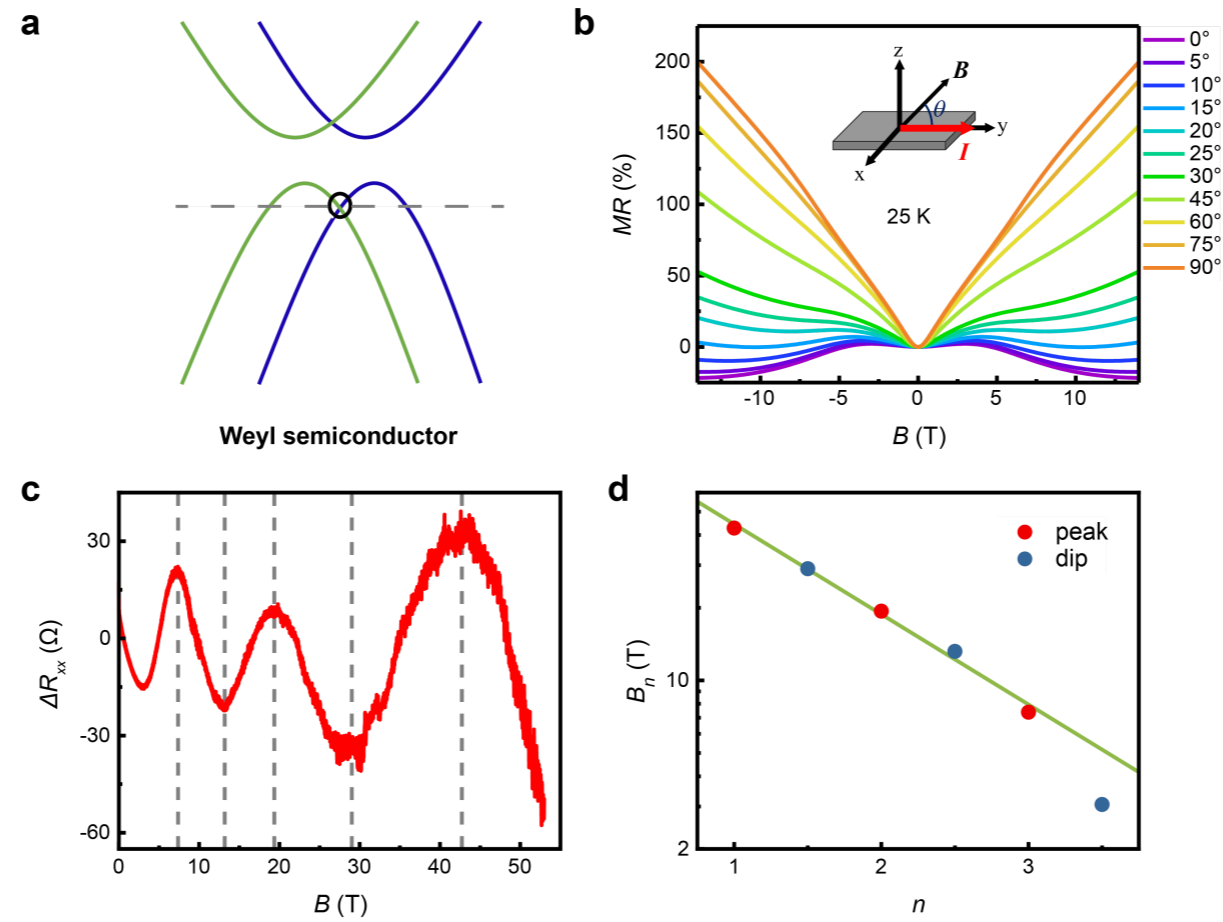 a
Weyl semiconductor
b
MR (%)
200
150
100
50
0
-10
-5
0
5
10
B (T)
z
B
θ
y
I
x
25 K
0°
5°
10°
15°
20°
25°
30°
45°
60°
75°
90°
c
ΔRxx (Ω)
30
0
-30
-60
0
10
20
30
40
50
B (T)
d
peak
dip
Bn (T)
10
2
1
2
3
n